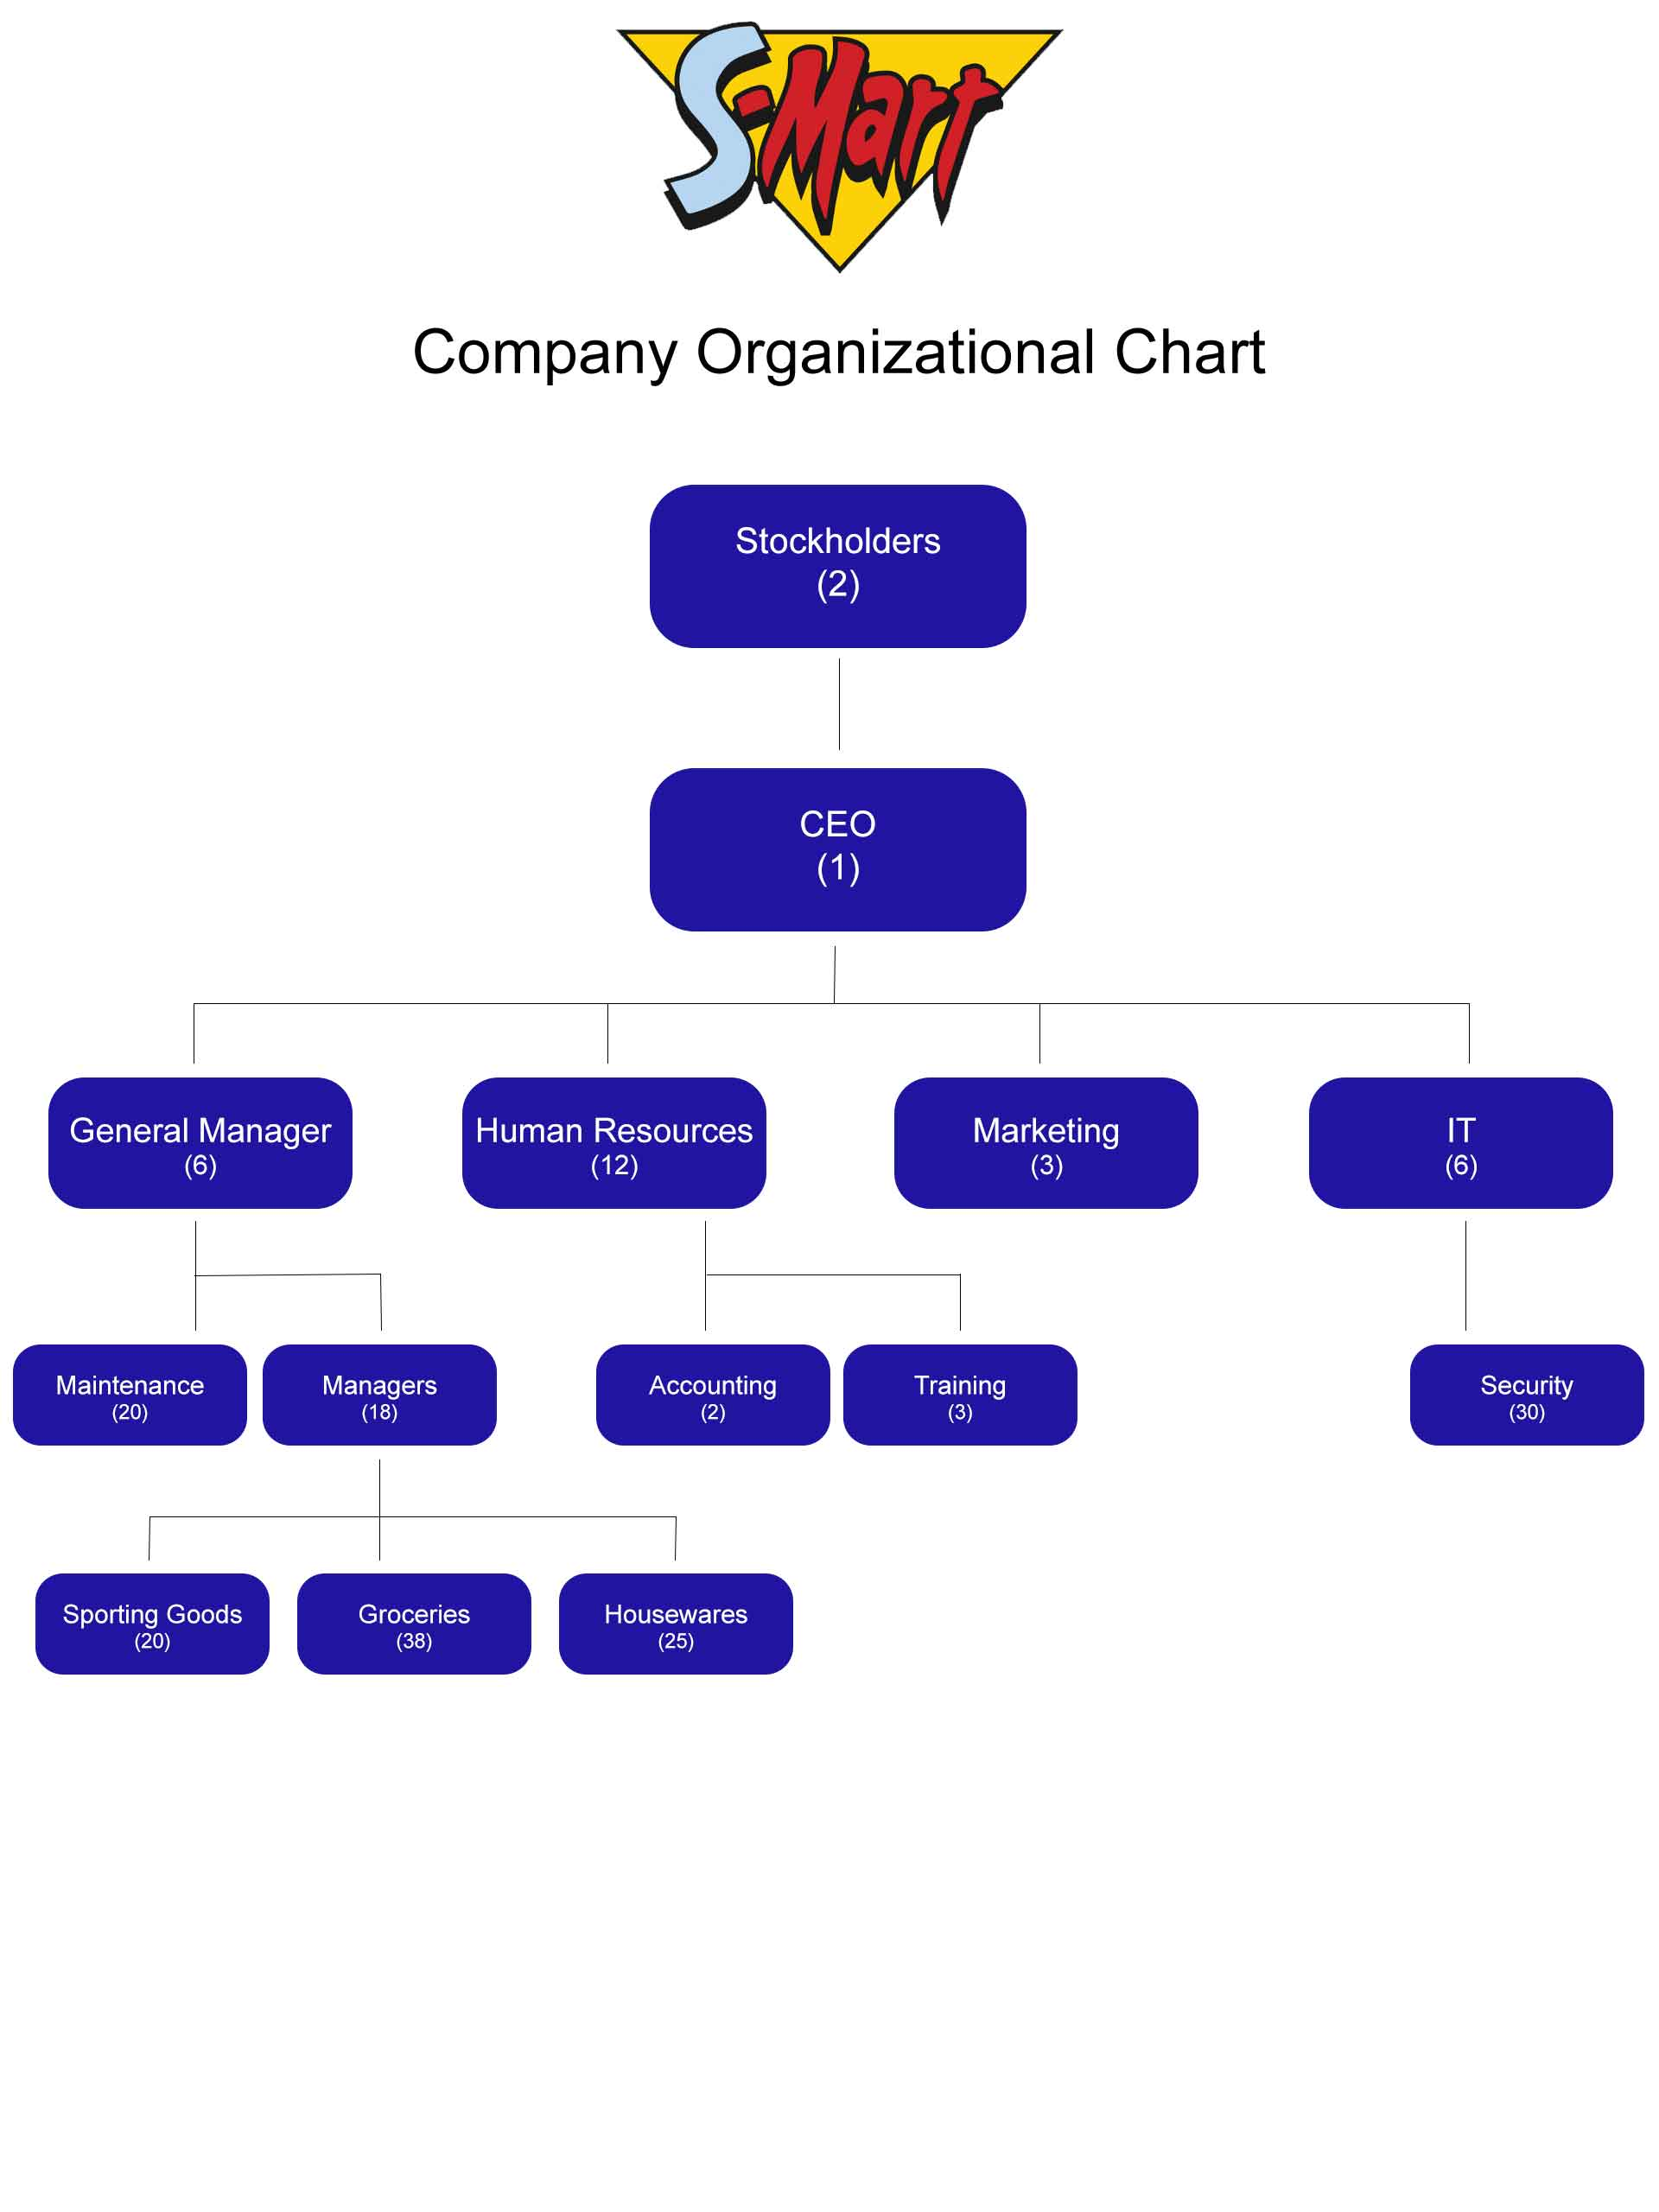 S-Mart
Company Organizational Chart
Stockholders
(2)
CEO
(1)
General Manager
(6)
Human Resources
(12)
Marketing
(3)
IT
(6)
Maintenance
(20)
Managers
(18)
Accounting
(2)
Training
(3)
Security
(30)
Sporting Goods
(20)
Groceries
(38)
Housewares
(25)